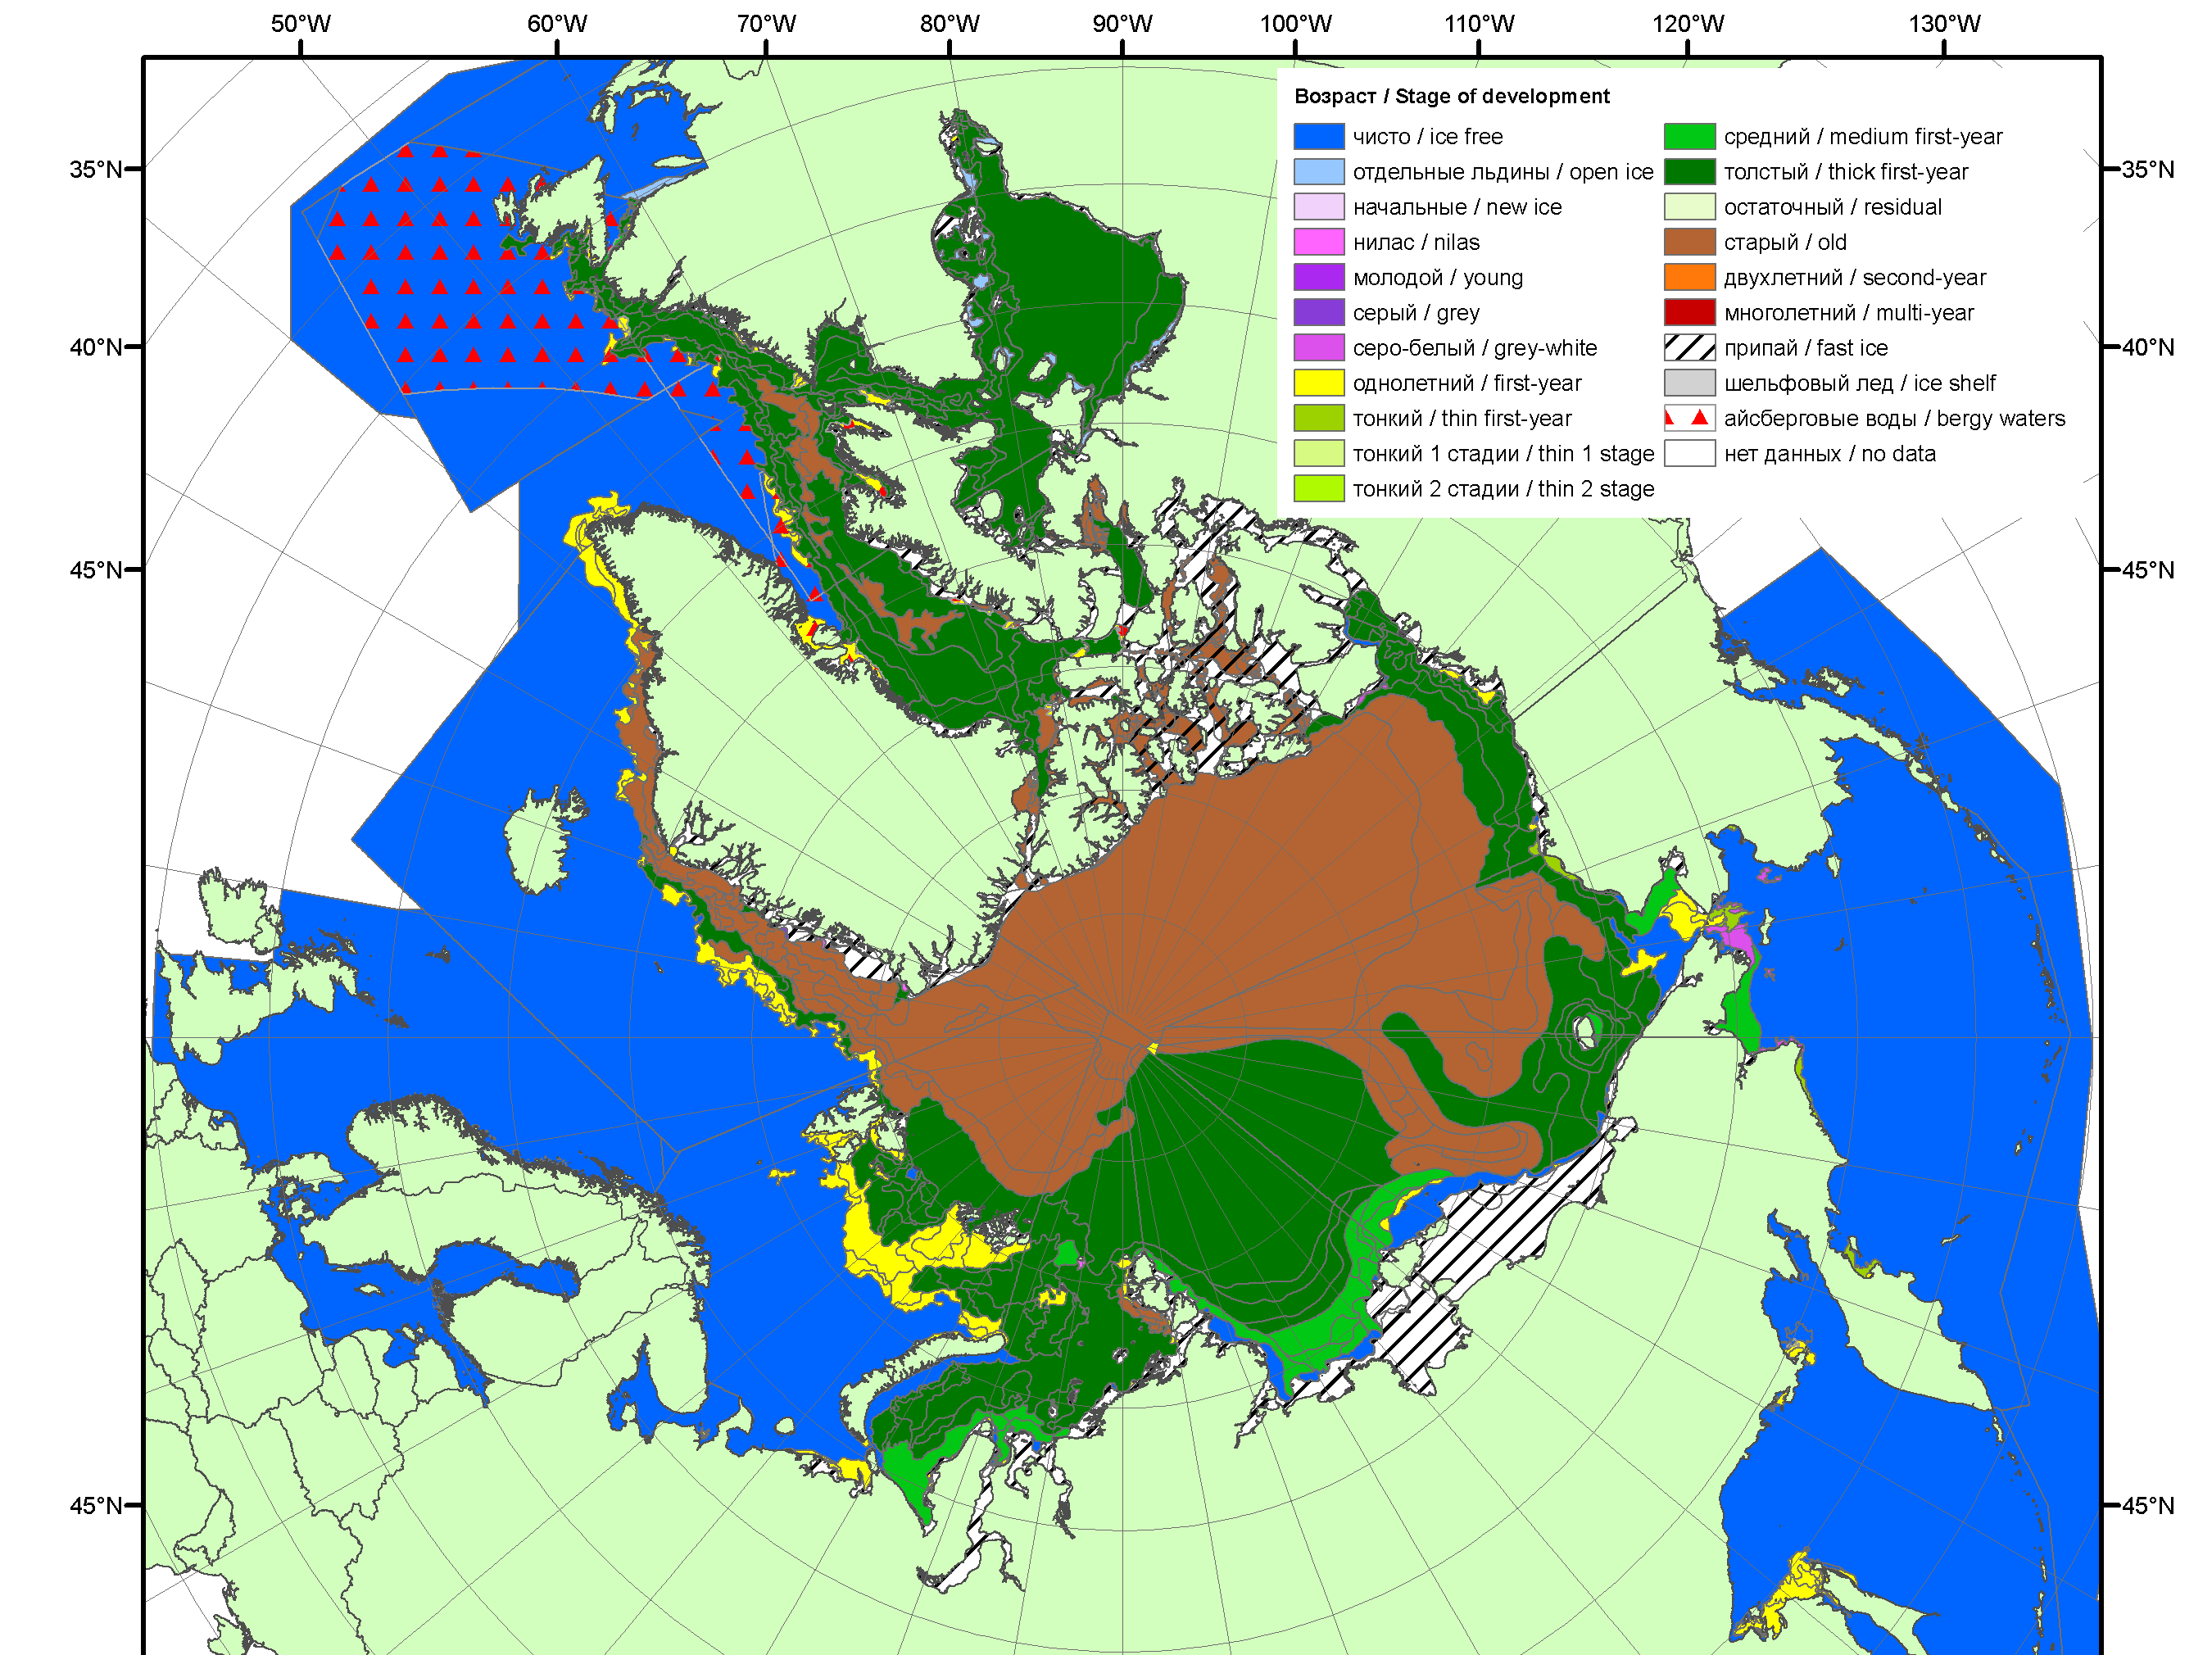 50°W 60°W 70°W 80°W 90°W 100°W 110°W 120°W 130°W
Возраст / Stage of development
чисто / ice free
отдельные льдины / open ice
начальные / new ice
нилас / nilas
молодой / young
серый / grey
серо-белый / grey-white
однолетний / first-year
тонкий / thin first-year
тонкий 1 стадии / thin 1 stage
тонкий 2 стадии / thin 2 stage
средний / medium first-year
толстый / thick first-year
остаточный / residual
старый / old
двухлетний / second-year
многолетний / multi-year
припай / fast ice
шельфовый лед / ice shelf
айсберговые воды / bergy waters
нет данных / no data
35°N 35°N
40°N 40°N
45°N 45°N
45°N 45°N